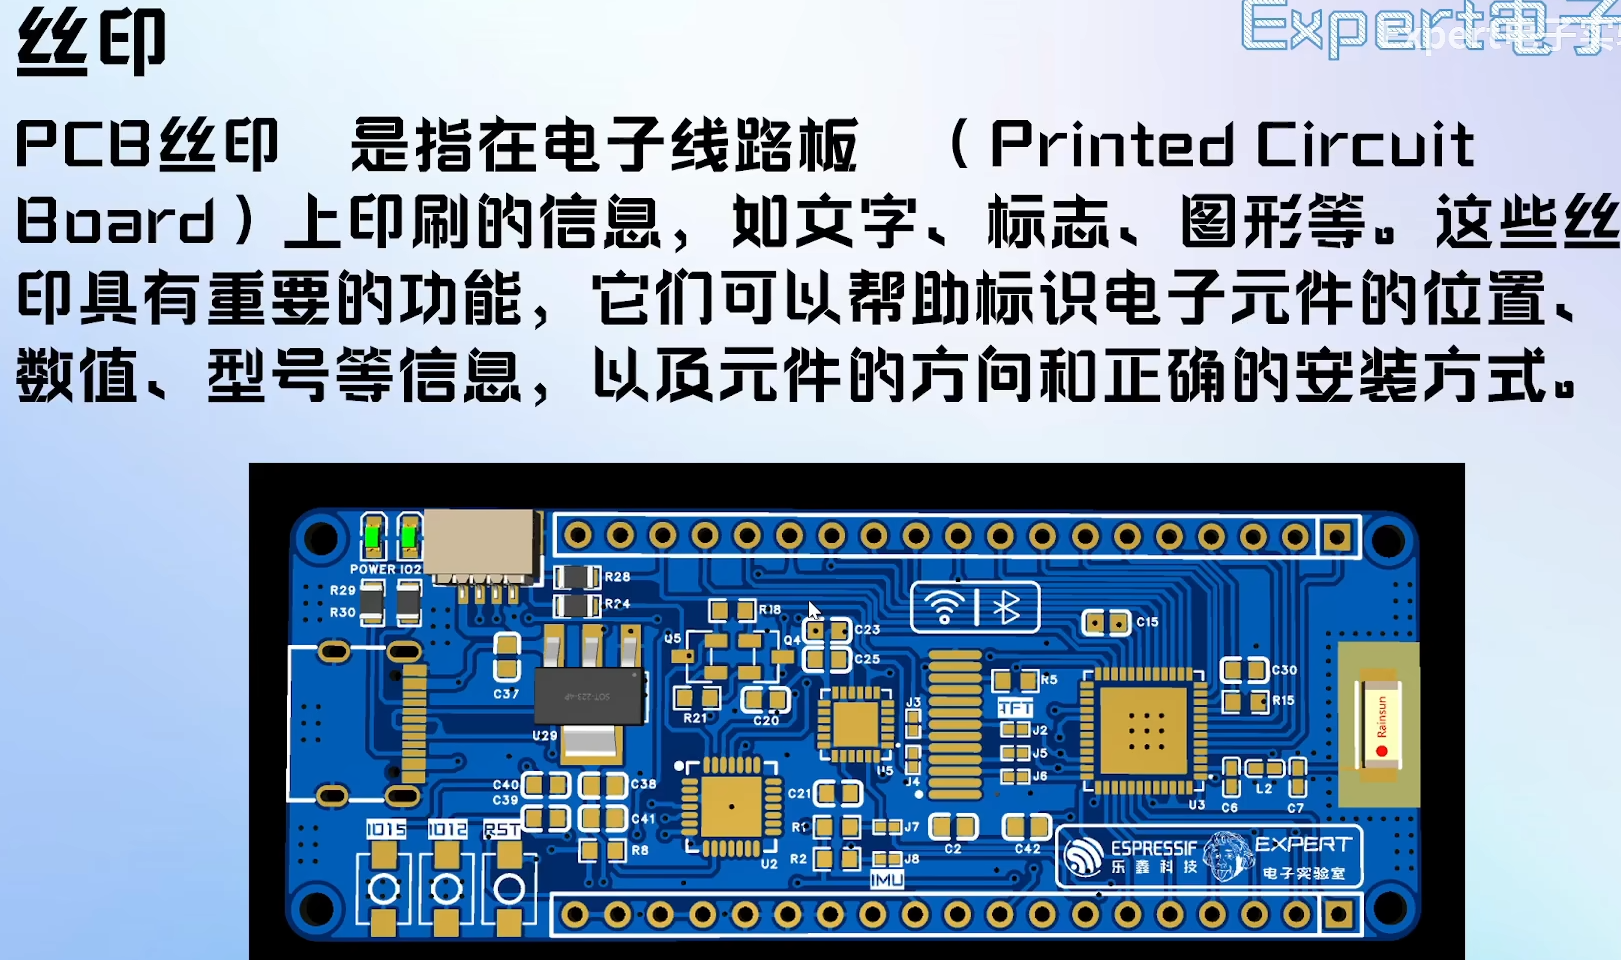 丝印
Expert电子
PCB丝印 是指在电子线路板 （Printed Circuit
Board）上印刷的信息，如文字、标志、图形等。这些丝
印具有重要的功能，它们可以帮助标识电子元件的位置、
数值、型号等信息，以及元件的方向和正确的安装方式。
POWER IO2
R29
R30
R28
R24
R18
Q5
Q4
C23
C25
C15
C37
R21
C20
U29
SOT-223-4P
J3
R5
TFT
J2
J5
J6
J4
U5
C30
R15
Rainsun
U3
C6
L2
C7
C40
C39
C38
C41
R8
U2
C21
R1
R2
J7
J8
IMU
C2
C42
IO15
IO12
RST
ESPRESSIF
乐鑫科技
EXPERT
电子实验室